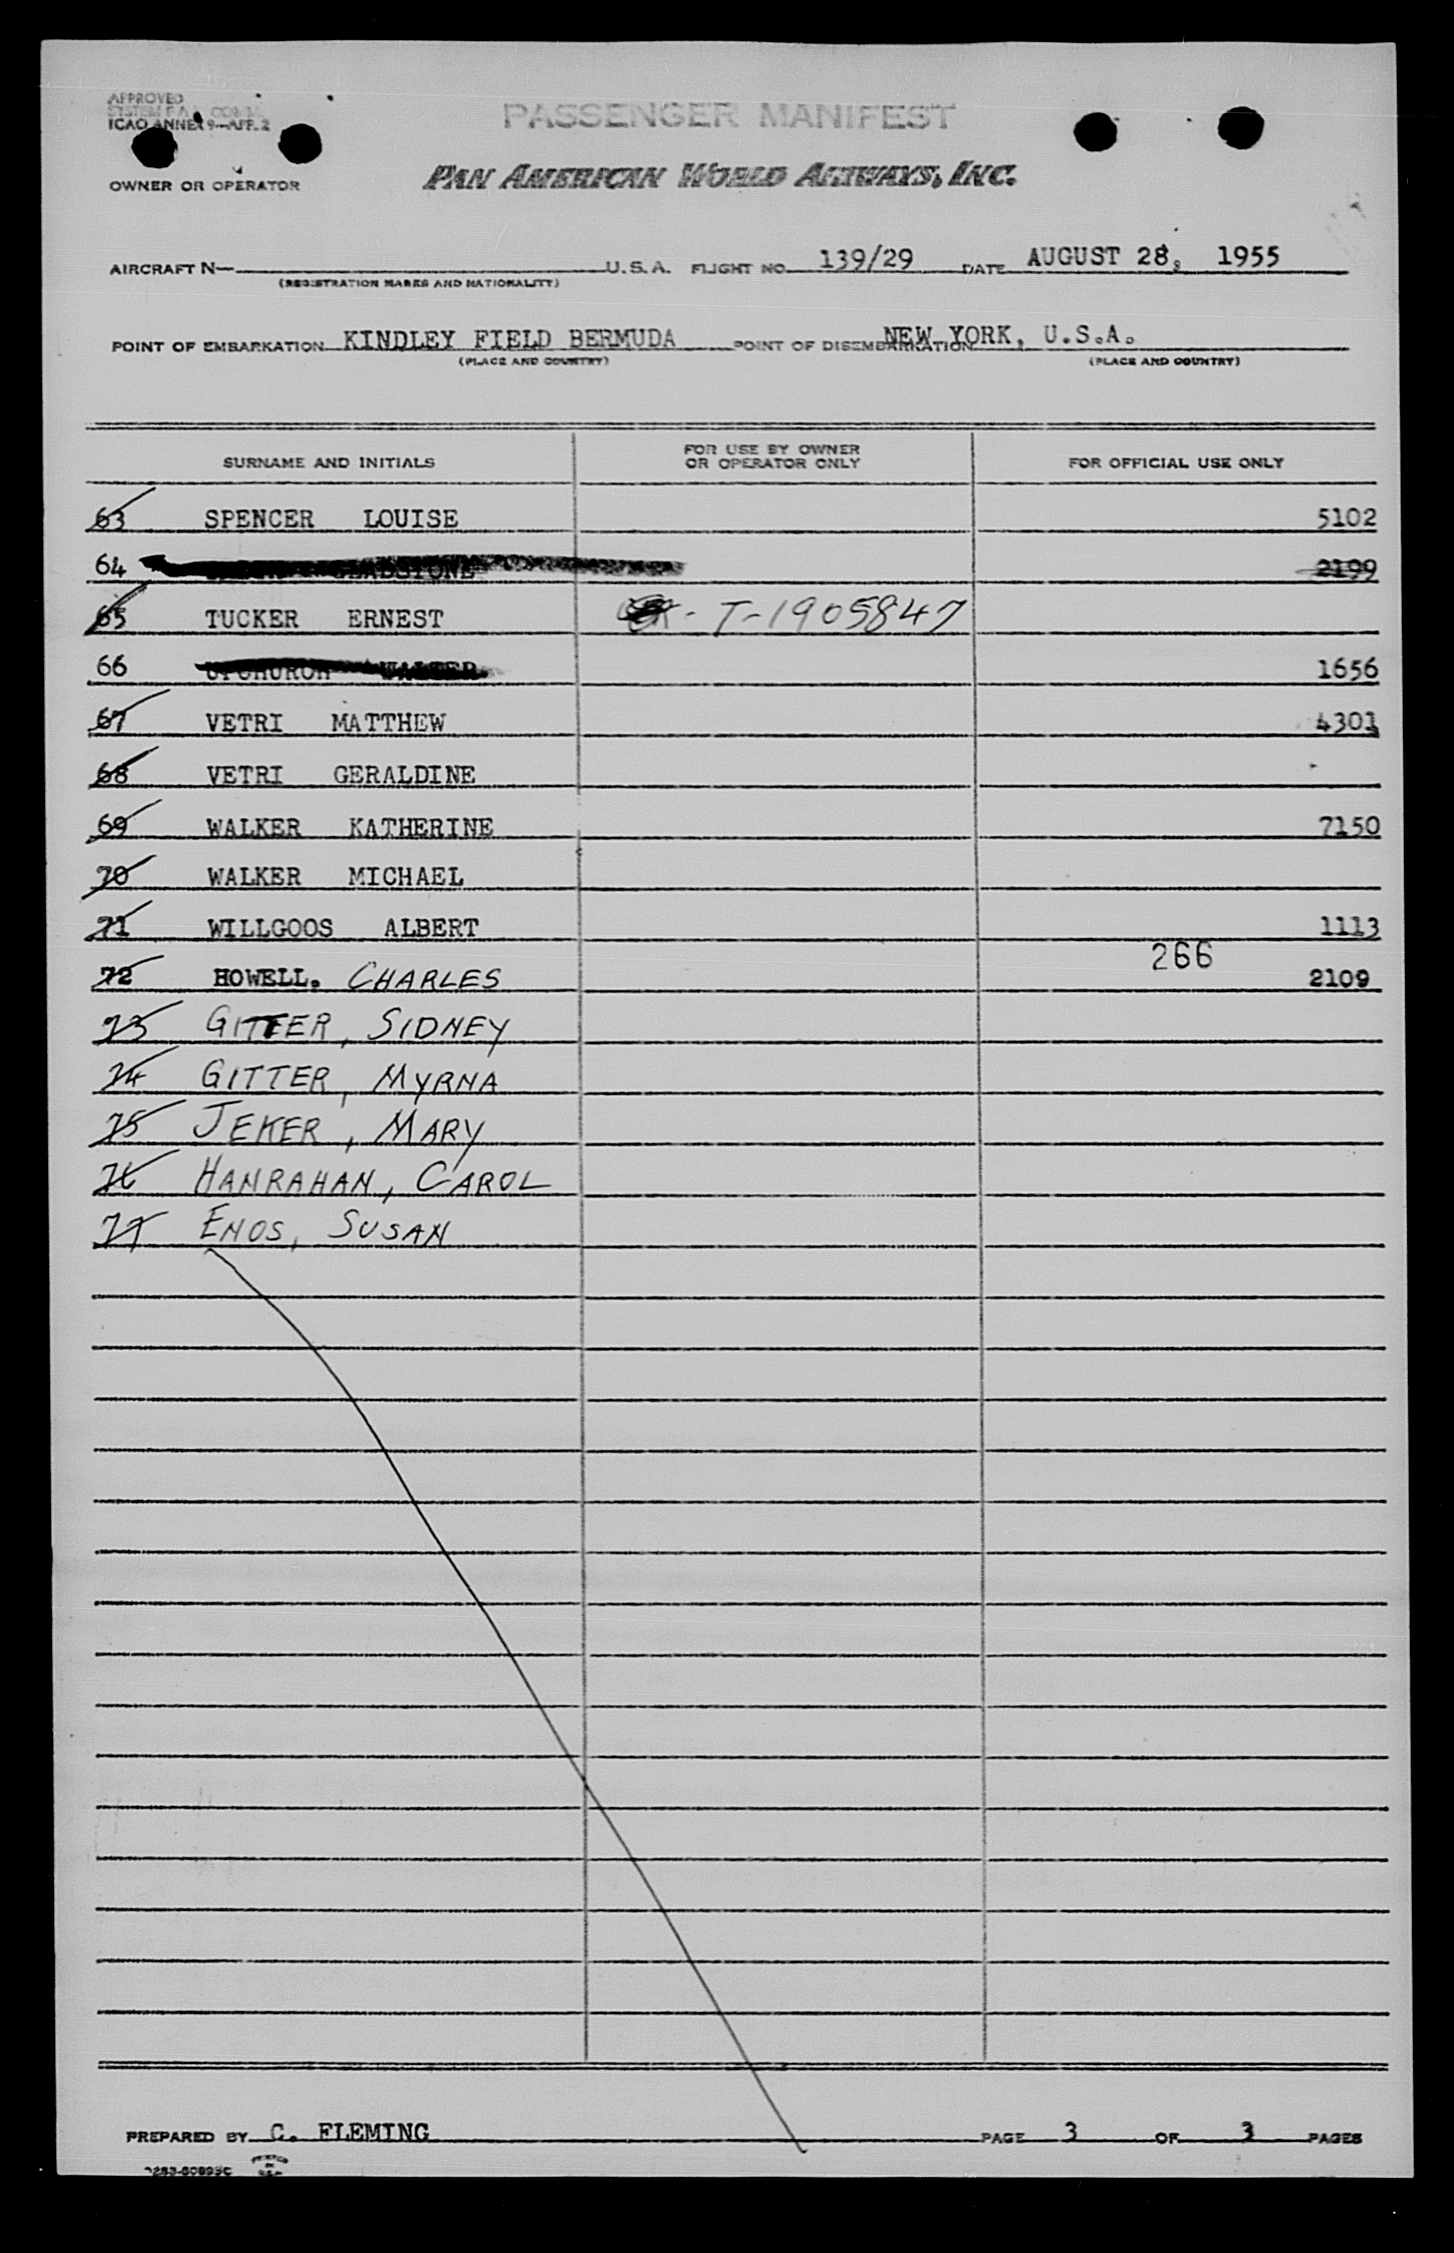 APPROVED
ICAO ANNEX 9—APP. 2
PASSENGER MANIFEST
OWNER OR OPERATOR
PAN AMERICAN WORLD AIRWAYS, INC.
AIRCRAFT N— U.S.A. FLIGHT NO. 139/29 DATE AUGUST 28, 1955
(REGISTRATION MARKS AND NATIONALITY)
POINT OF EMBARKATION KINDLEY FIELD BERMUDA POINT OF DISEMBARKATION NEW YORK, U.S.A.
(PLACE AND COUNTRY) (PLACE AND COUNTRY)
SURNAME AND INITIALS FOR USE BY OWNER OR OPERATOR ONLY FOR OFFICIAL USE ONLY
63 SPENCER LOUISE 5102
64 GLADSTONE 2199
65 TUCKER ERNEST - T-1905847
66 UPCHURCH WALTER 1656
67 VETRI MATTHEW 4301
68 VETRI GERALDINE
69 WALKER KATHERINE 7150
70 WALKER MICHAEL
71 WILLGOOS ALBERT 1113
266
72 HOWELL. CHARLES 2109
73 GITTER, SIDNEY
74 GITTER, MYRNA
75 JEKER, MARY
76 HANRAHAN, CAROL
77 ENOS, SUSAN
PREPARED BY C. FLEMING PAGE 3 OF 3 PAGES
PRINTED IN U.S.A.